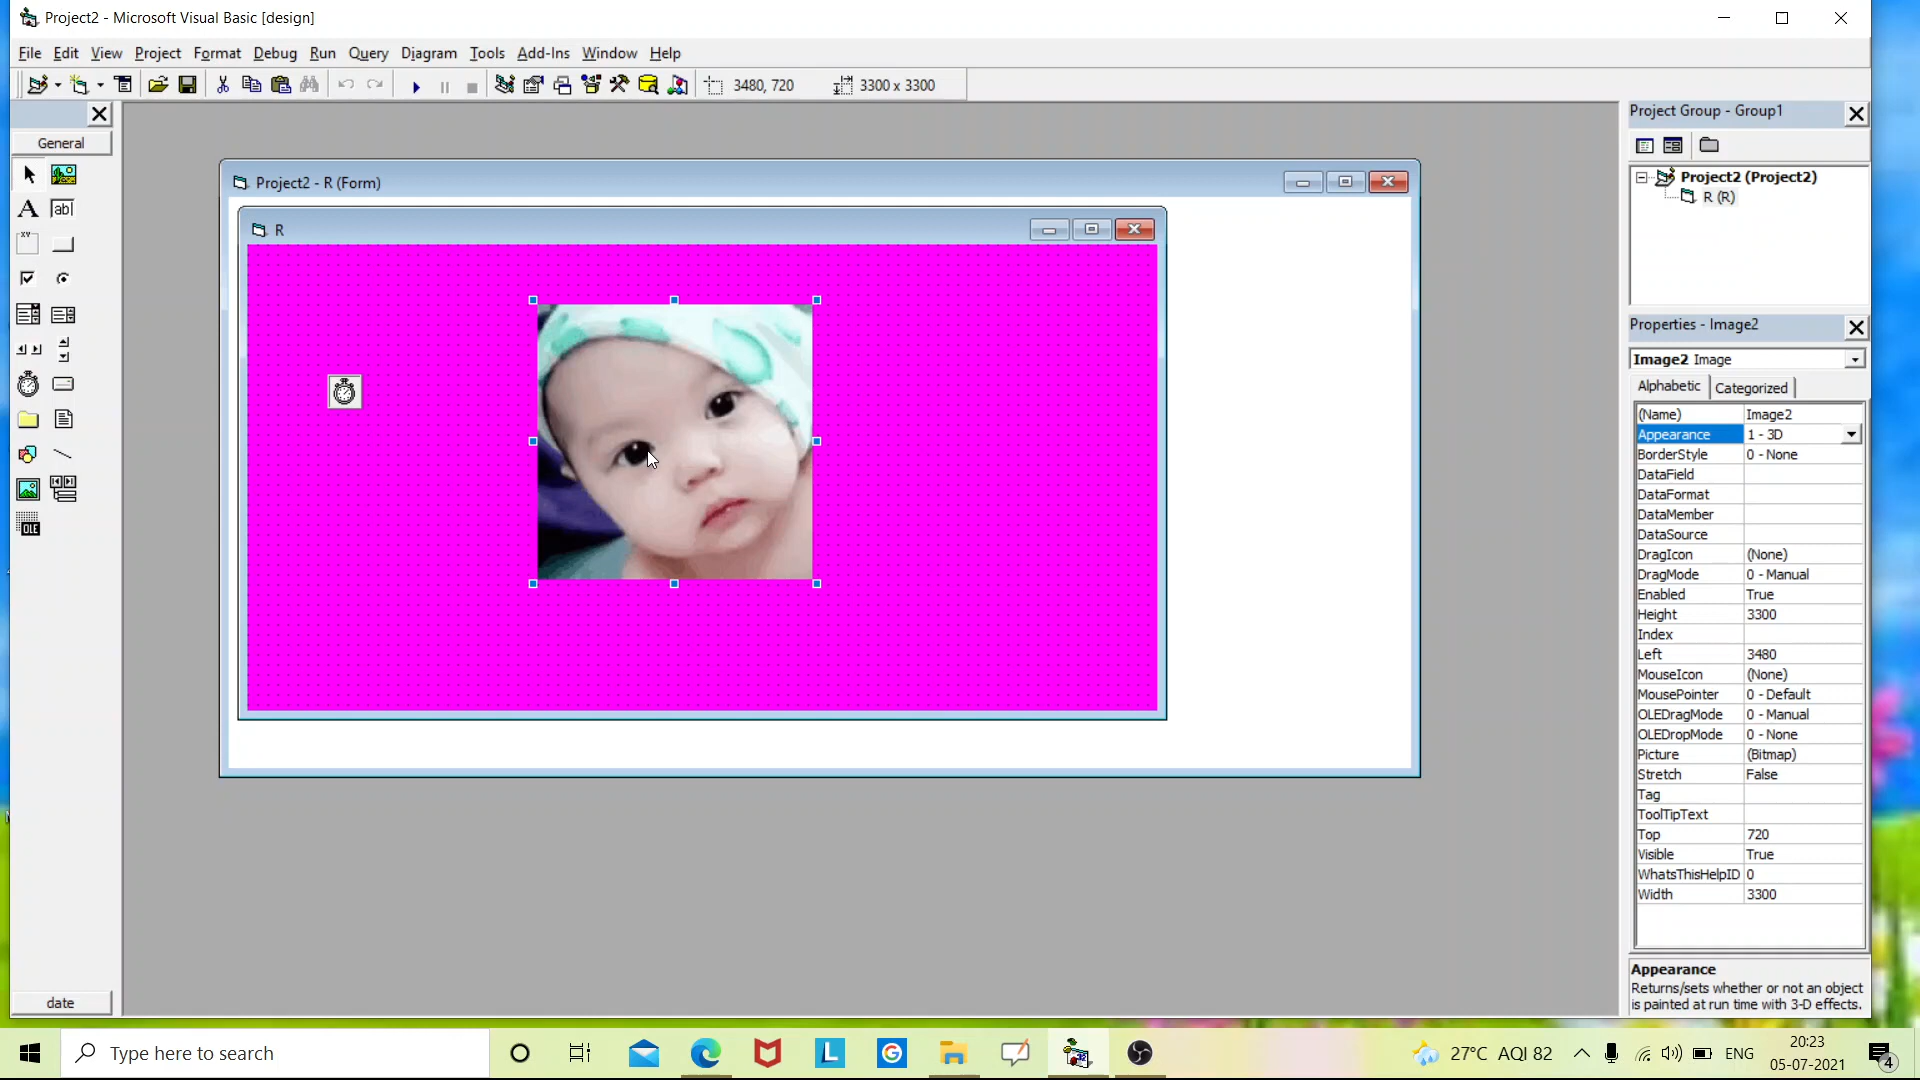 Project2 - Microsoft Visual Basic [design]
File Edit View Project Format Debug Run Query Diagram Tools Add-Ins Window Help
3480, 720 3300 x 3300
General
Project2 - R (Form)
R
A
ab
XY
OLE
date
Project Group - Group1
Project2 (Project2)
R (R)
Properties - Image2
Image2 Image
Alphabetic Categorized
(Name) Image2
Appearance 1 - 3D
BorderStyle 0 - None
DataField
DataFormat
DataMember
DataSource
DragIcon (None)
DragMode 0 - Manual
Enabled True
Height 3300
Index
Left 3480
MouseIcon (None)
MousePointer 0 - Default
OLEDragMode 0 - Manual
OLEDropMode 0 - None
Picture (Bitmap)
Stretch False
Tag
ToolTipText
Top 720
Visible True
WhatsThisHelpID 0
Width 3300
Appearance
Returns/sets whether or not an object
is painted at run time with 3-D effects.
Type here to search
L
G
32
27°C AQI 82
ENG
20:23
05-07-2021
4